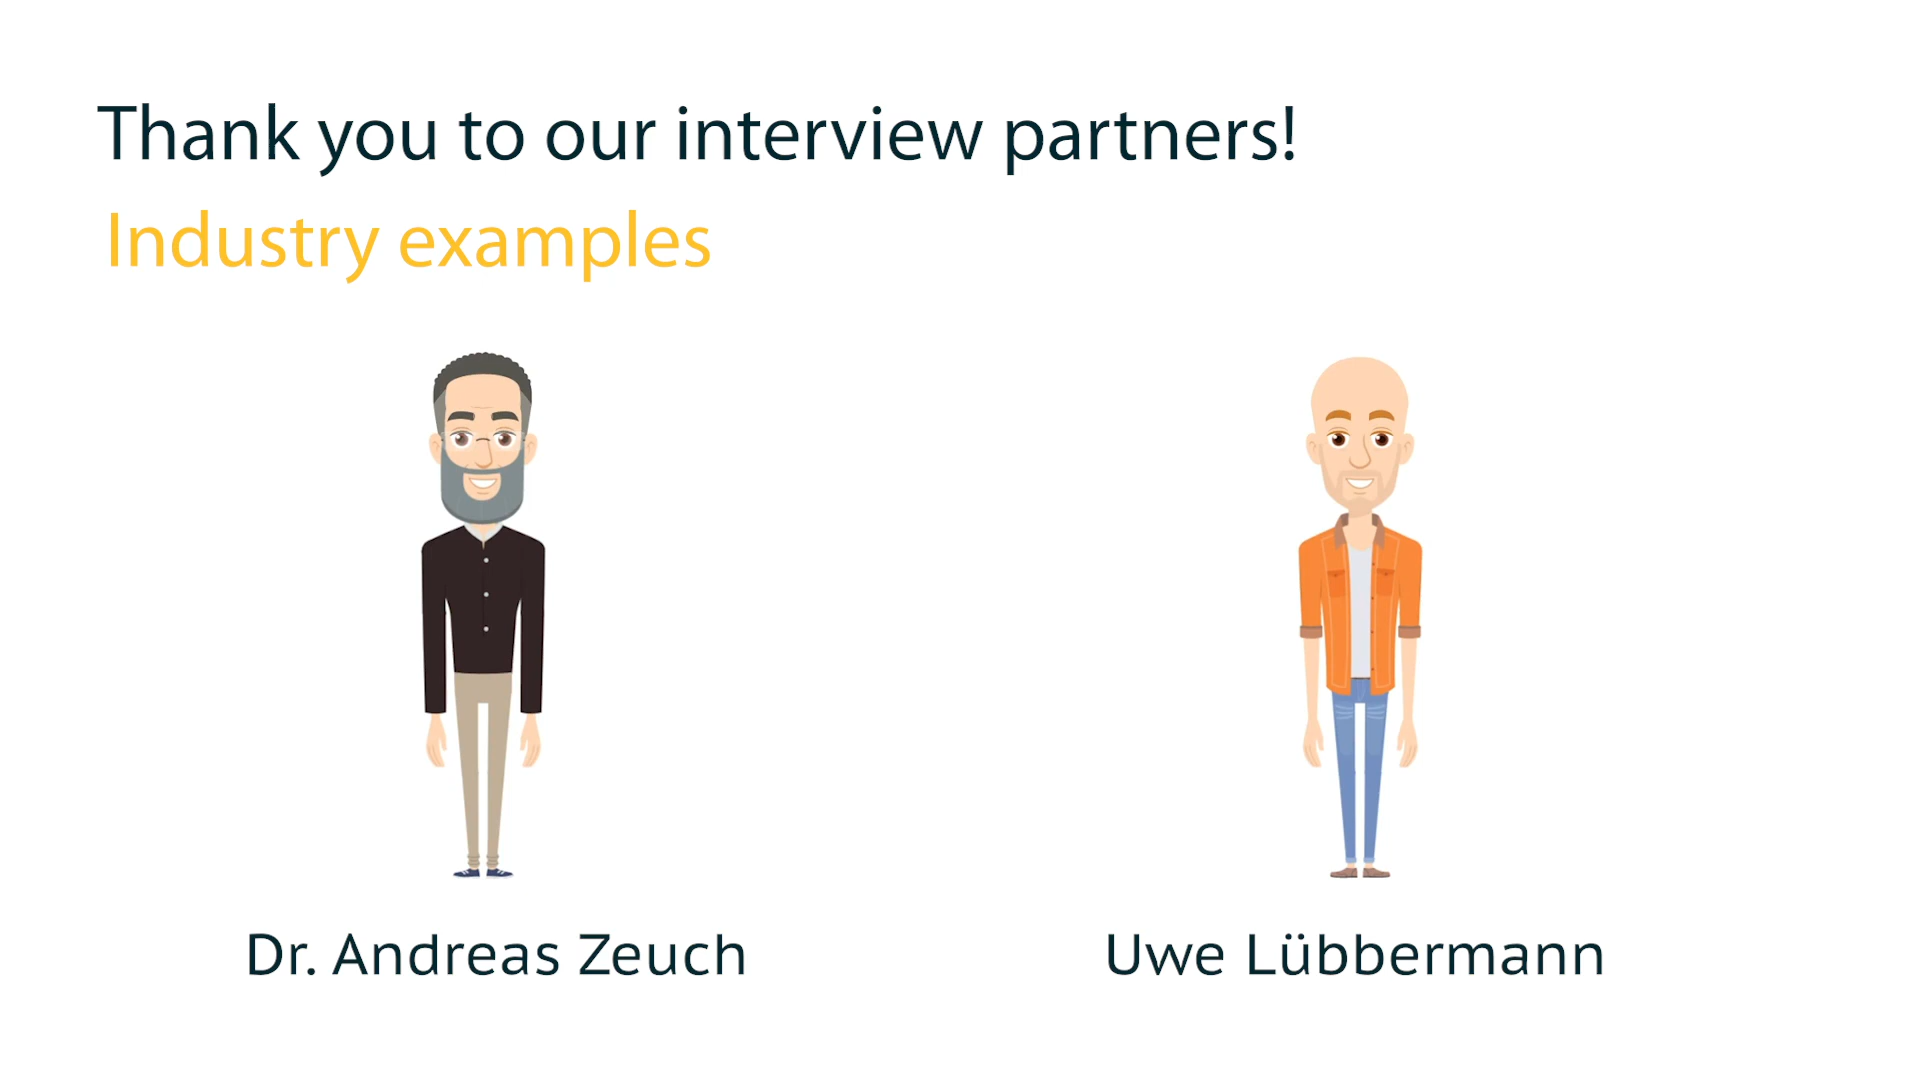 Thank you to our interview partners!
Industry examples
Dr. Andreas Zeuch
Uwe Lübbermann